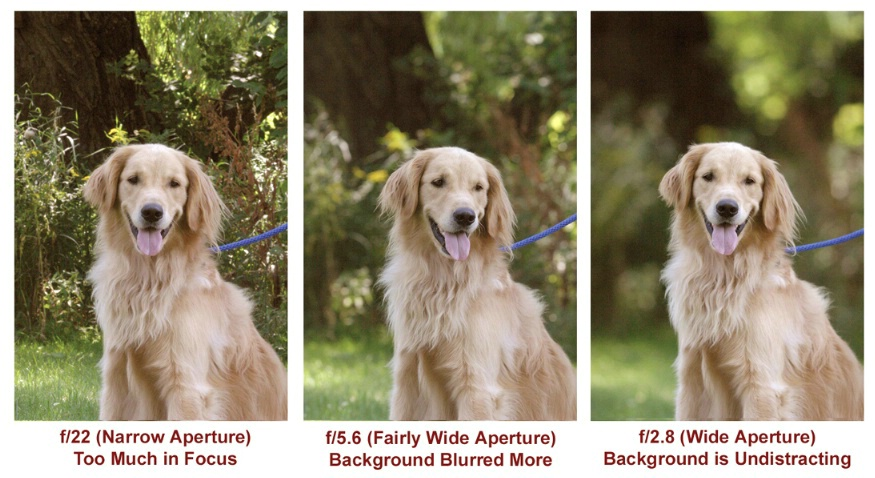 f/22 (Narrow Aperture)
Too Much in Focus
f/5.6 (Fairly Wide Aperture)
Background Blurred More
f/2.8 (Wide Aperture)
Background is Undistracting